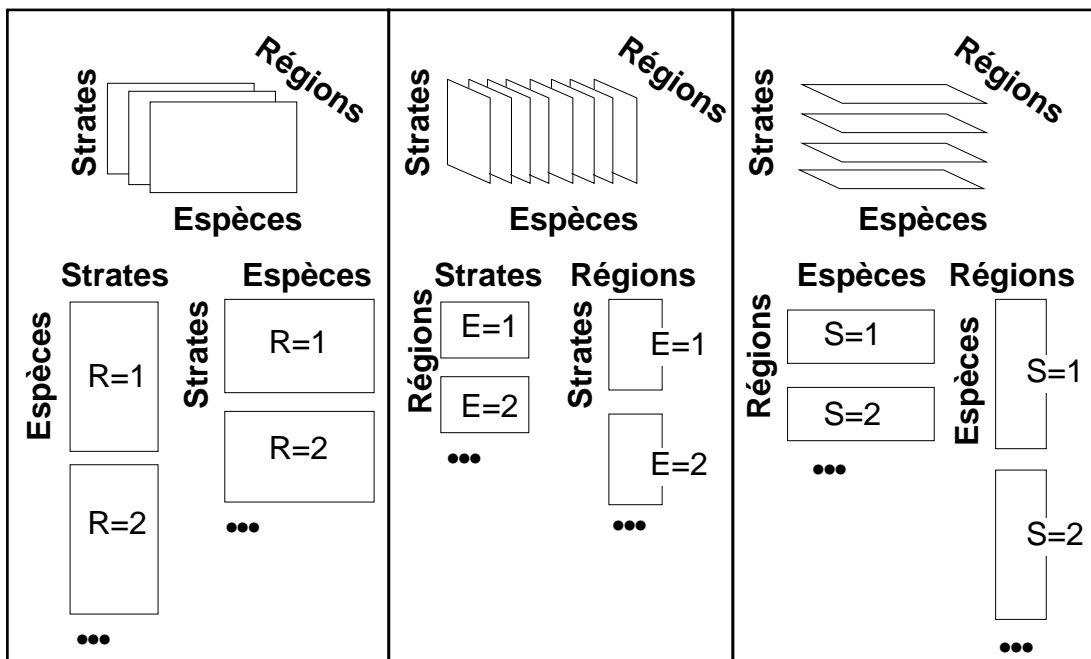 Régions
Strates
Espèces
Strates
Espèces
Espèces
R=1
R=2
•••
Strates
R=1
R=2
•••
Régions
Strates
Espèces
Strates
Régions
Régions
E=1
E=2
•••
Strates
E=1
E=2
•••
Régions
Strates
Espèces
Espèces
Régions
Régions
S=1
S=2
•••
Espèces
S=1
S=2
•••